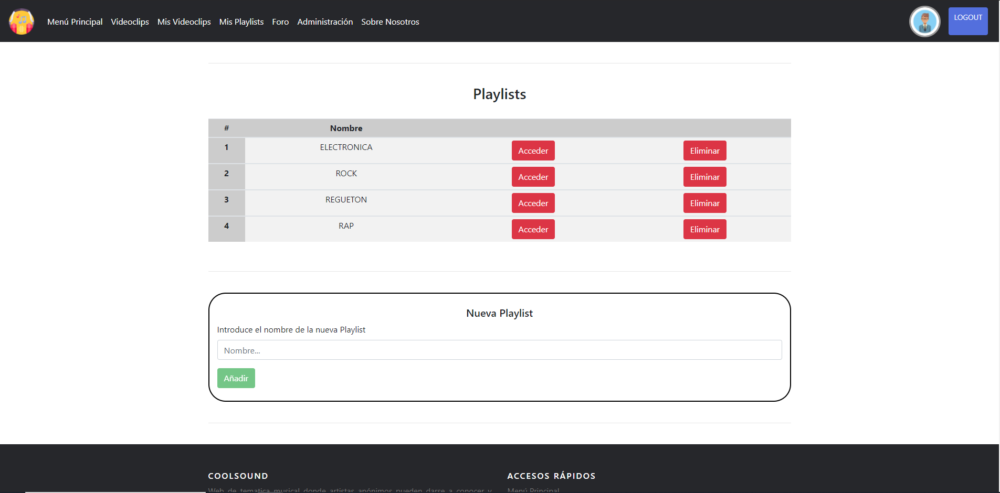 Menú Principal Videoclips Mis Videoclips Mis Playlists Foro Administración Sobre Nosotros LOGOUT
Playlists
# Nombre
1 ELECTRONICA Acceder Eliminar
2 ROCK Acceder Eliminar
3 REGUETON Acceder Eliminar
4 RAP Acceder Eliminar
Nueva Playlist
Introduce el nombre de la nueva Playlist
Nombre...
Añadir
COOLSOUND ACCESOS RÁPIDOS
Web de tematica musical donde artistas anónimos pueden darse a conocer y Menú Principal